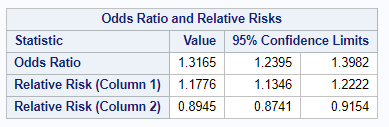 Odds Ratio and Relative Risks
Statistic Value 95% Confidence Limits
Odds Ratio 1.3165 1.2395 1.3982
Relative Risk (Column 1) 1.1776 1.1346 1.2222
Relative Risk (Column 2) 0.8945 0.8741 0.9154